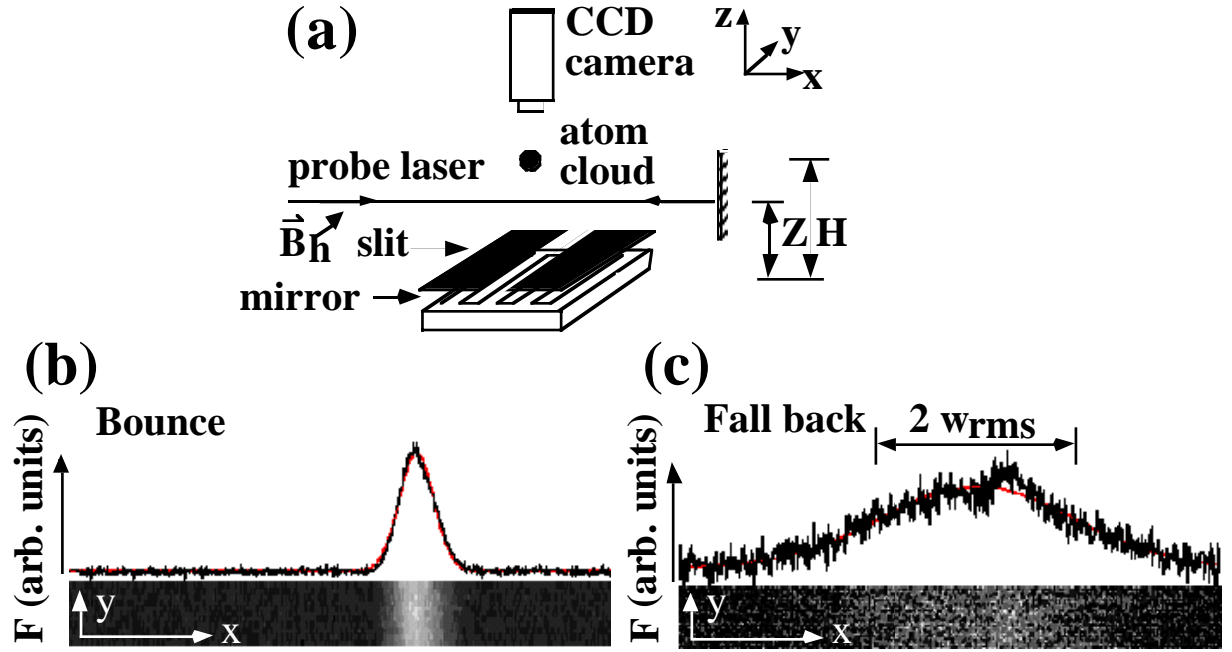 (a)
CCD
camera
z
y
x
atom
cloud
probe laser
B⃗h
slit
Z H
mirror
(b)
Bounce
F (arb. units)
y
x
(c)
Fall back
2 wrms
F (arb. units)
y
x